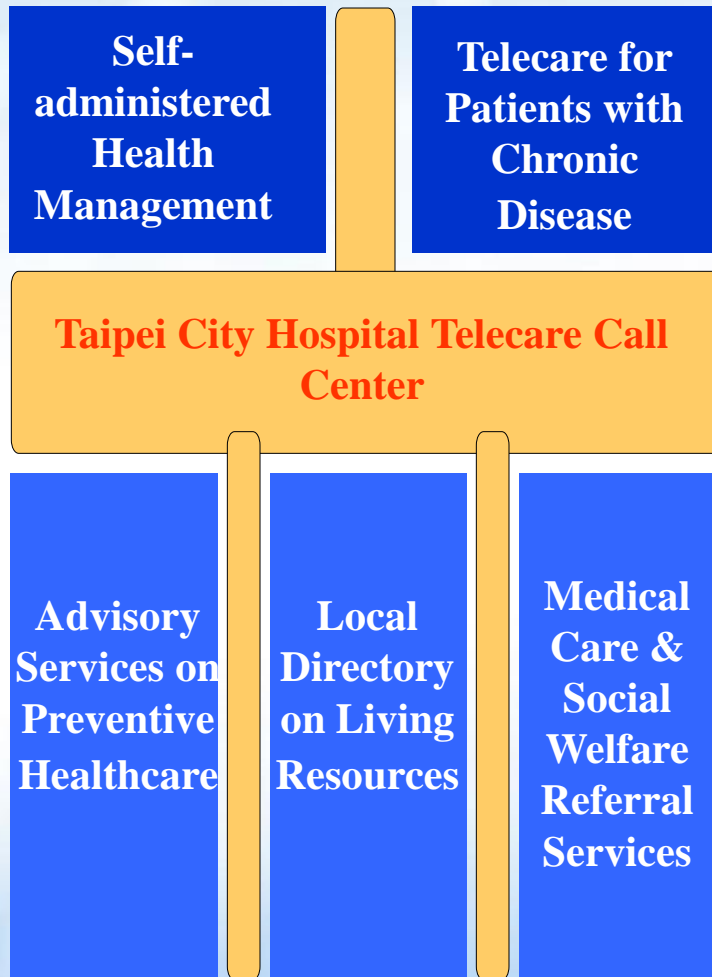 Self-
administered
Health
Management
Telecare for
Patients with
Chronic
Disease
Taipei City Hospital Telecare Call
Center
Advisory
Services on
Preventive
Healthcare
Local
Directory
on Living
Resources
Medical
Care &
Social
Welfare
Referral
Services